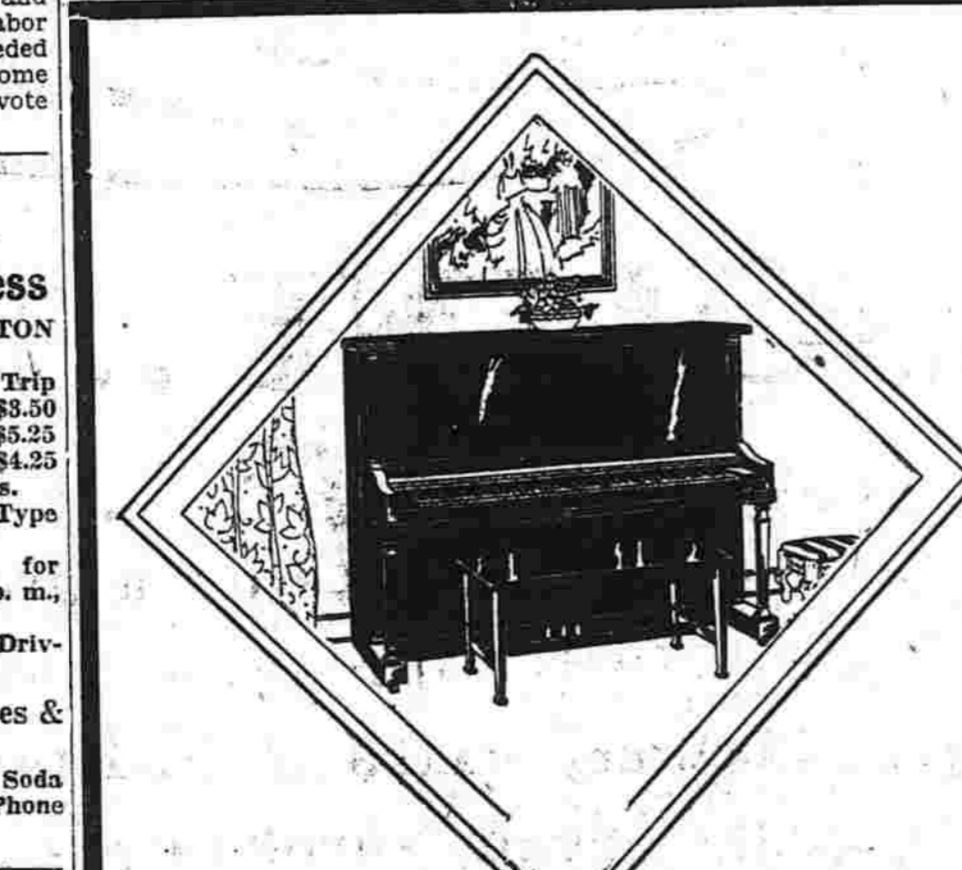 abor
eded
ome
vote
ess
TON
Trip
$3.50
$5.25
$4.25
s.
Type
for
p. m.,
Driv-
es &
Soda
Phone